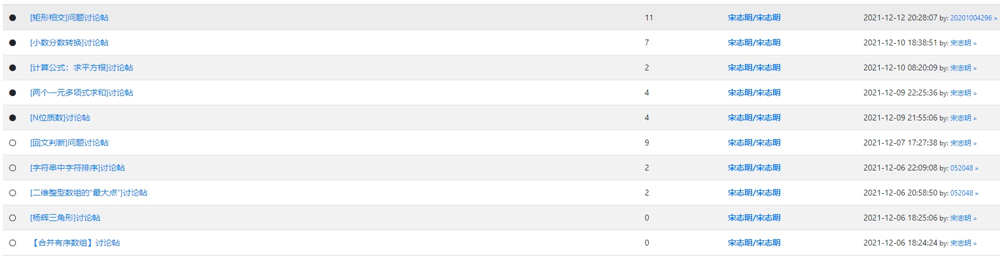 [矩形相交]问题讨论帖 11 宋志明/宋志明 2021-12-12 20:28:07 by: 20201004296 »
[小数分数转换]讨论帖 7 宋志明/宋志明 2021-12-10 18:38:51 by: 宋志明 »
[计算公式：求平方根]讨论帖 2 宋志明/宋志明 2021-12-10 08:20:09 by: 宋志明 »
[两个一元多项式求和]讨论帖 4 宋志明/宋志明 2021-12-09 22:25:36 by: 宋志明 »
[N位质数]讨论帖 4 宋志明/宋志明 2021-12-09 21:55:06 by: 宋志明 »
[回文判断]问题讨论帖 9 宋志明/宋志明 2021-12-07 17:27:38 by: 宋志明 »
[字符串中字符排序]讨论帖 2 宋志明/宋志明 2021-12-06 22:09:08 by: 052048 »
[二维整型数组的“最大点”]讨论帖 2 宋志明/宋志明 2021-12-06 20:58:50 by: 052048 »
[杨辉三角形]讨论帖 0 宋志明/宋志明 2021-12-06 18:25:06 by: 宋志明 »
【合并有序数组】讨论帖 0 宋志明/宋志明 2021-12-06 18:24:24 by: 宋志明 »